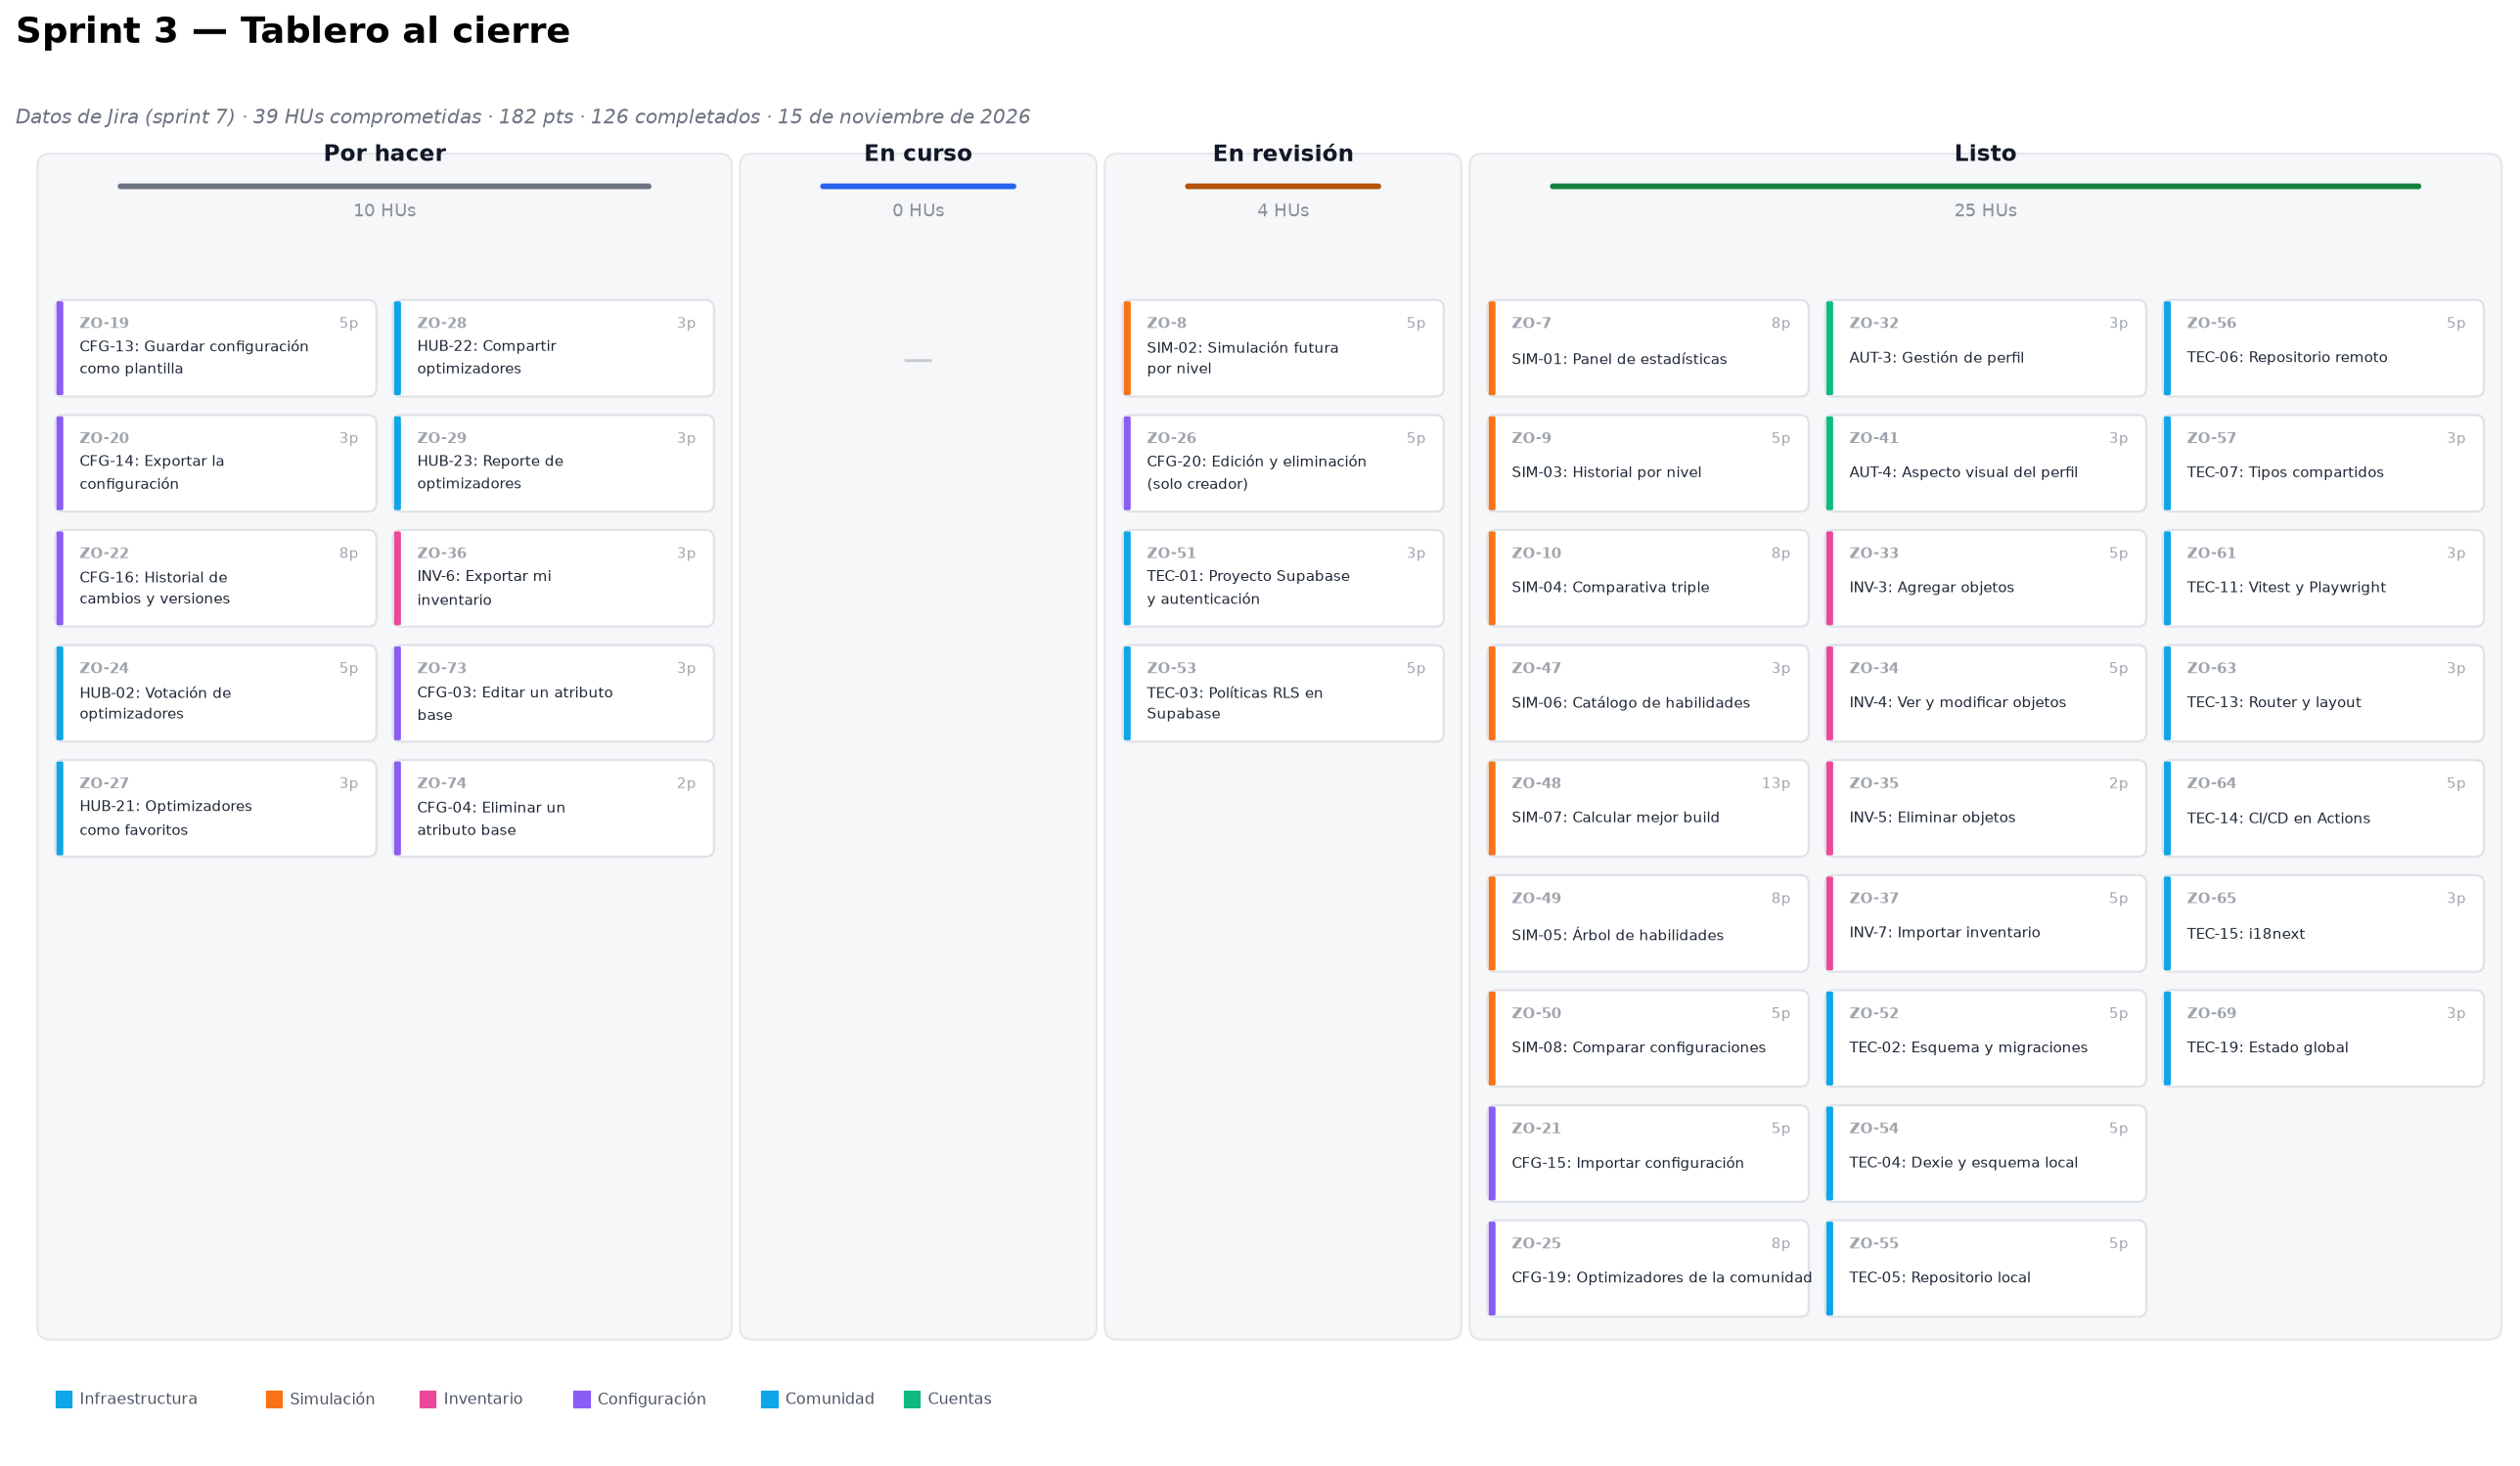 Sprint 3 — Tablero al cierre
Datos de Jira (sprint 7) · 39 HUs comprometidas · 182 pts · 126 completados · 15 de noviembre de 2026
Por hacer
10 HUs
ZO-19 5p
CFG-13: Guardar configuración
como plantilla
ZO-20 3p
CFG-14: Exportar la
configuración
ZO-22 8p
CFG-16: Historial de
cambios y versiones
ZO-24 5p
HUB-02: Votación de
optimizadores
ZO-27 3p
HUB-21: Optimizadores
como favoritos
ZO-28 3p
HUB-22: Compartir
optimizadores
ZO-29 3p
HUB-23: Reporte de
optimizadores
ZO-36 3p
INV-6: Exportar mi
inventario
ZO-73 3p
CFG-03: Editar un atributo
base
ZO-74 2p
CFG-04: Eliminar un
atributo base
En curso
0 HUs
—
En revisión
4 HUs
ZO-8 5p
SIM-02: Simulación futura
por nivel
ZO-26 5p
CFG-20: Edición y eliminación
(solo creador)
ZO-51 3p
TEC-01: Proyecto Supabase
y autenticación
ZO-53 5p
TEC-03: Políticas RLS en
Supabase
Listo
25 HUs
ZO-7 8p
SIM-01: Panel de estadísticas
ZO-9 5p
SIM-03: Historial por nivel
ZO-10 8p
SIM-04: Comparativa triple
ZO-47 3p
SIM-06: Catálogo de habilidades
ZO-48 13p
SIM-07: Calcular mejor build
ZO-49 8p
SIM-05: Árbol de habilidades
ZO-50 5p
SIM-08: Comparar configuraciones
ZO-21 5p
CFG-15: Importar configuración
ZO-25 8p
CFG-19: Optimizadores de la comunidad
ZO-32 3p
AUT-3: Gestión de perfil
ZO-41 3p
AUT-4: Aspecto visual del perfil
ZO-33 5p
INV-3: Agregar objetos
ZO-34 5p
INV-4: Ver y modificar objetos
ZO-35 2p
INV-5: Eliminar objetos
ZO-37 5p
INV-7: Importar inventario
ZO-52 5p
TEC-02: Esquema y migraciones
ZO-54 5p
TEC-04: Dexie y esquema local
ZO-55 5p
TEC-05: Repositorio local
ZO-56 5p
TEC-06: Repositorio remoto
ZO-57 3p
TEC-07: Tipos compartidos
ZO-61 3p
TEC-11: Vitest y Playwright
ZO-63 3p
TEC-13: Router y layout
ZO-64 5p
TEC-14: CI/CD en Actions
ZO-65 3p
TEC-15: i18next
ZO-69 3p
TEC-19: Estado global
Infraestructura
Simulación
Inventario
Configuración
Comunidad
Cuentas